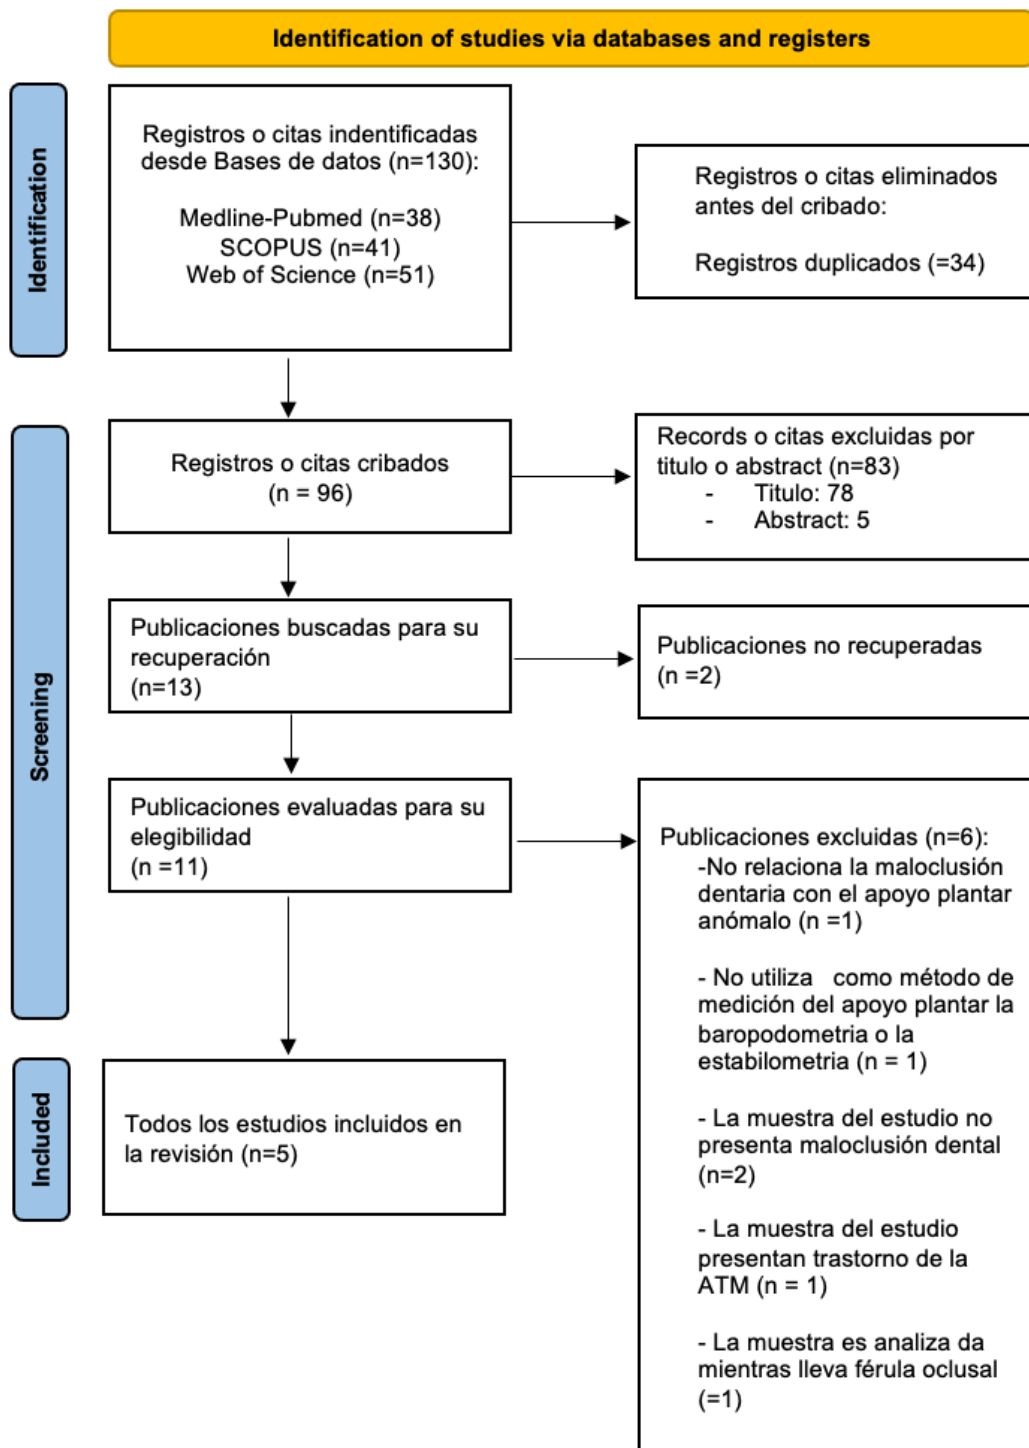 Identification of studies via databases and registers
Identification
Registros o citas indentificadas
desde Bases de datos (n=130):
Medline-Pubmed (n=38)
SCOPUS (n=41)
Web of Science (n=51)
Registros o citas eliminados
antes del cribado:
Registros duplicados (=34)
Screening
Registros o citas cribados
(n = 96)
Records o citas excluidas por
titulo o abstract (n=83)
- Titulo: 78
- Abstract: 5
Publicaciones buscadas para su
recuperación
(n=13)
Publicaciones no recuperadas
(n =2)
Publicaciones evaluadas para su
elegibilidad
(n =11)
Publicaciones excluidas (n=6):
-No relaciona la maloclusión
dentaria con el apoyo plantar
anómalo (n =1)
- No utiliza como método de
medición del apoyo plantar la
baropodometria o la
estabilometria (n = 1)
- La muestra del estudio no
presenta maloclusión dental
(n=2)
- La muestra del estudio
presentan trastorno de la
ATM (n = 1)
- La muestra es analiza da
mientras lleva férula oclusal
(=1)
Included
Todos los estudios incluidos en
la revisión (n=5)